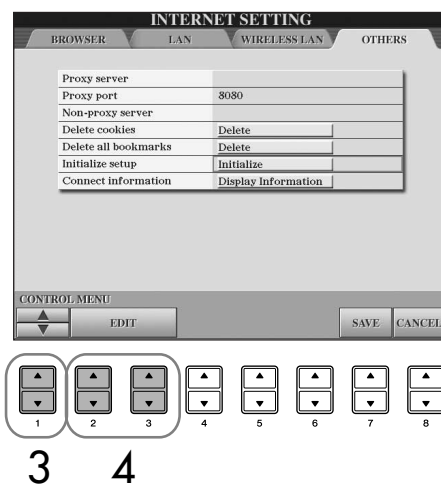 INTERNET SETTING
BROWSER LAN WIRELESS LAN OTHERS
Proxy server
Proxy port 8080
Non-proxy server
Delete cookies Delete
Delete all bookmarks Delete
Initialize setup Initialize
Connect information Display Information
CONTROL MENU
EDIT SAVE CANCEL
1 2 3 4 5 6 7 8
3 4